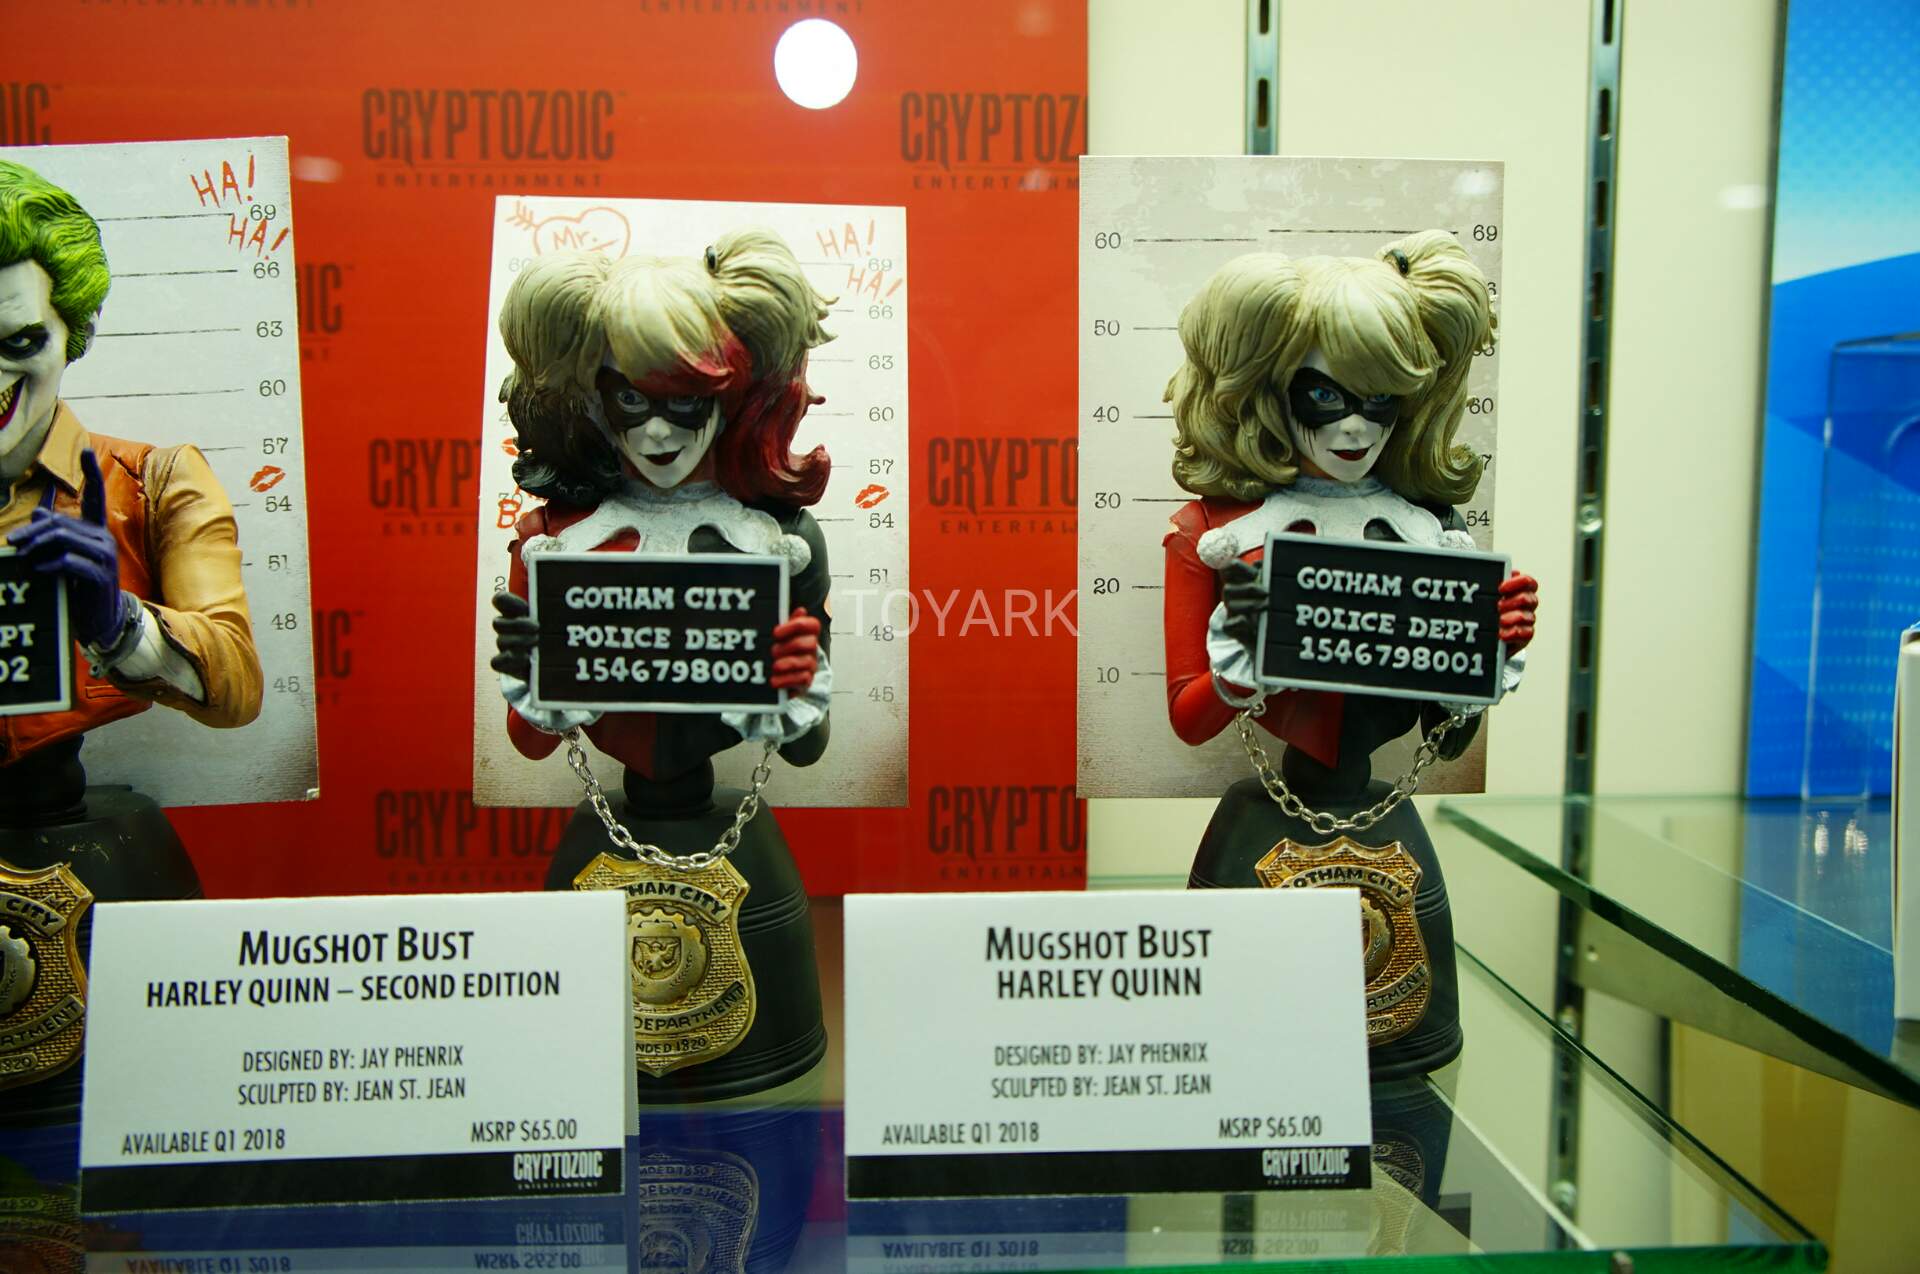 ENTERTAINMENT
CRYPTOZOIC
ENTERTAINMENT
CRYPTOZ
ENTERTAINM
HA!
HA!
69
66
63
60
57
54
51
48
45
Mr.
HA!
HA!
69
66
63
60
57
54
51
48
45
60
50
40
30
20
10
69
60
54
GOTHAM CITY
POLICE DEPT
1546798001
GOTHAM CITY
POLICE DEPT
1546798001
TOYARK
MUGSHOT BUST
HARLEY QUINN – SECOND EDITION
DESIGNED BY: JAY PHENRIX
SCULPTED BY: JEAN ST. JEAN
AVAILABLE Q1 2018
MSRP $65.00
CRYPTOZOIC
ENTERTAINMENT
MUGSHOT BUST
HARLEY QUINN
DESIGNED BY: JAY PHENRIX
SCULPTED BY: JEAN ST. JEAN
AVAILABLE Q1 2018
MSRP $65.00
CRYPTOZOIC
ENTERTAINMENT